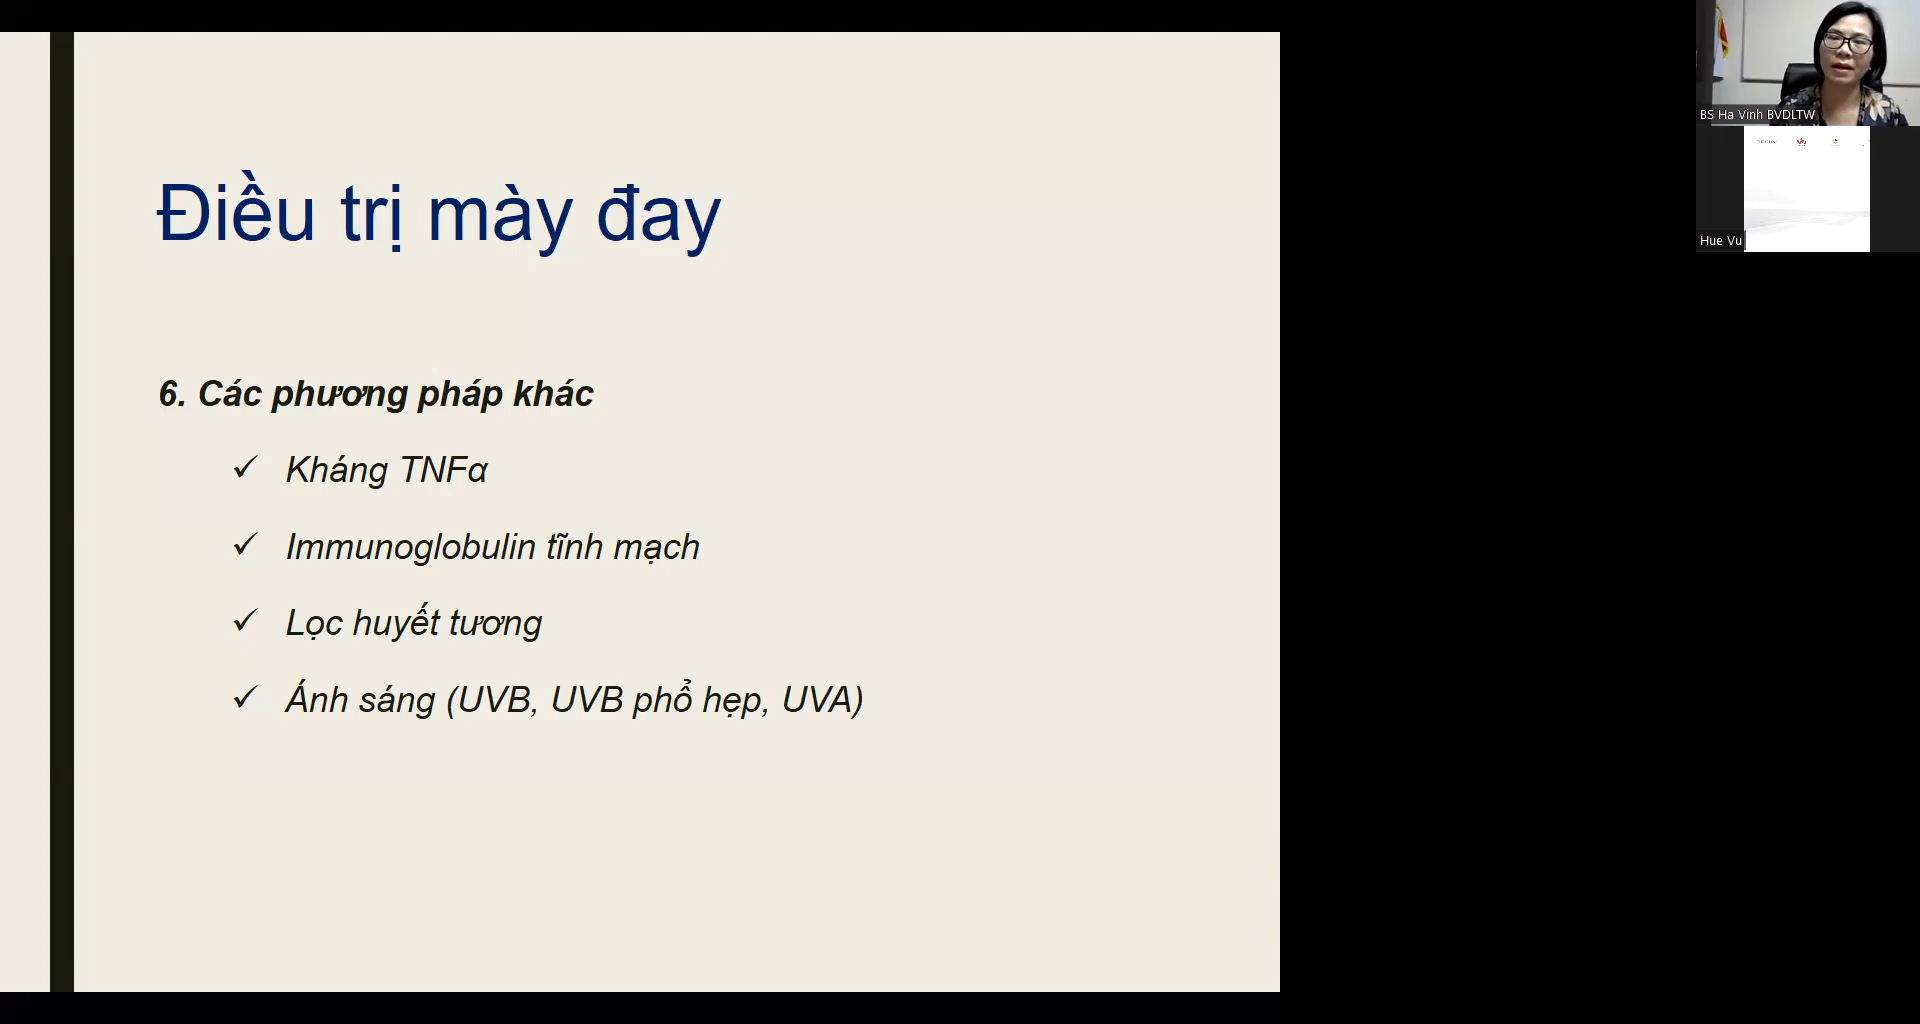 Điều trị mày đay
6. Các phương pháp khác
✓ Kháng TNFα
✓ Immunoglobulin tĩnh mạch
✓ Lọc huyết tương
✓ Ánh sáng (UVB, UVB phổ hẹp, UVA)
BS Ha Vinh BVDLTW
Hue Vu